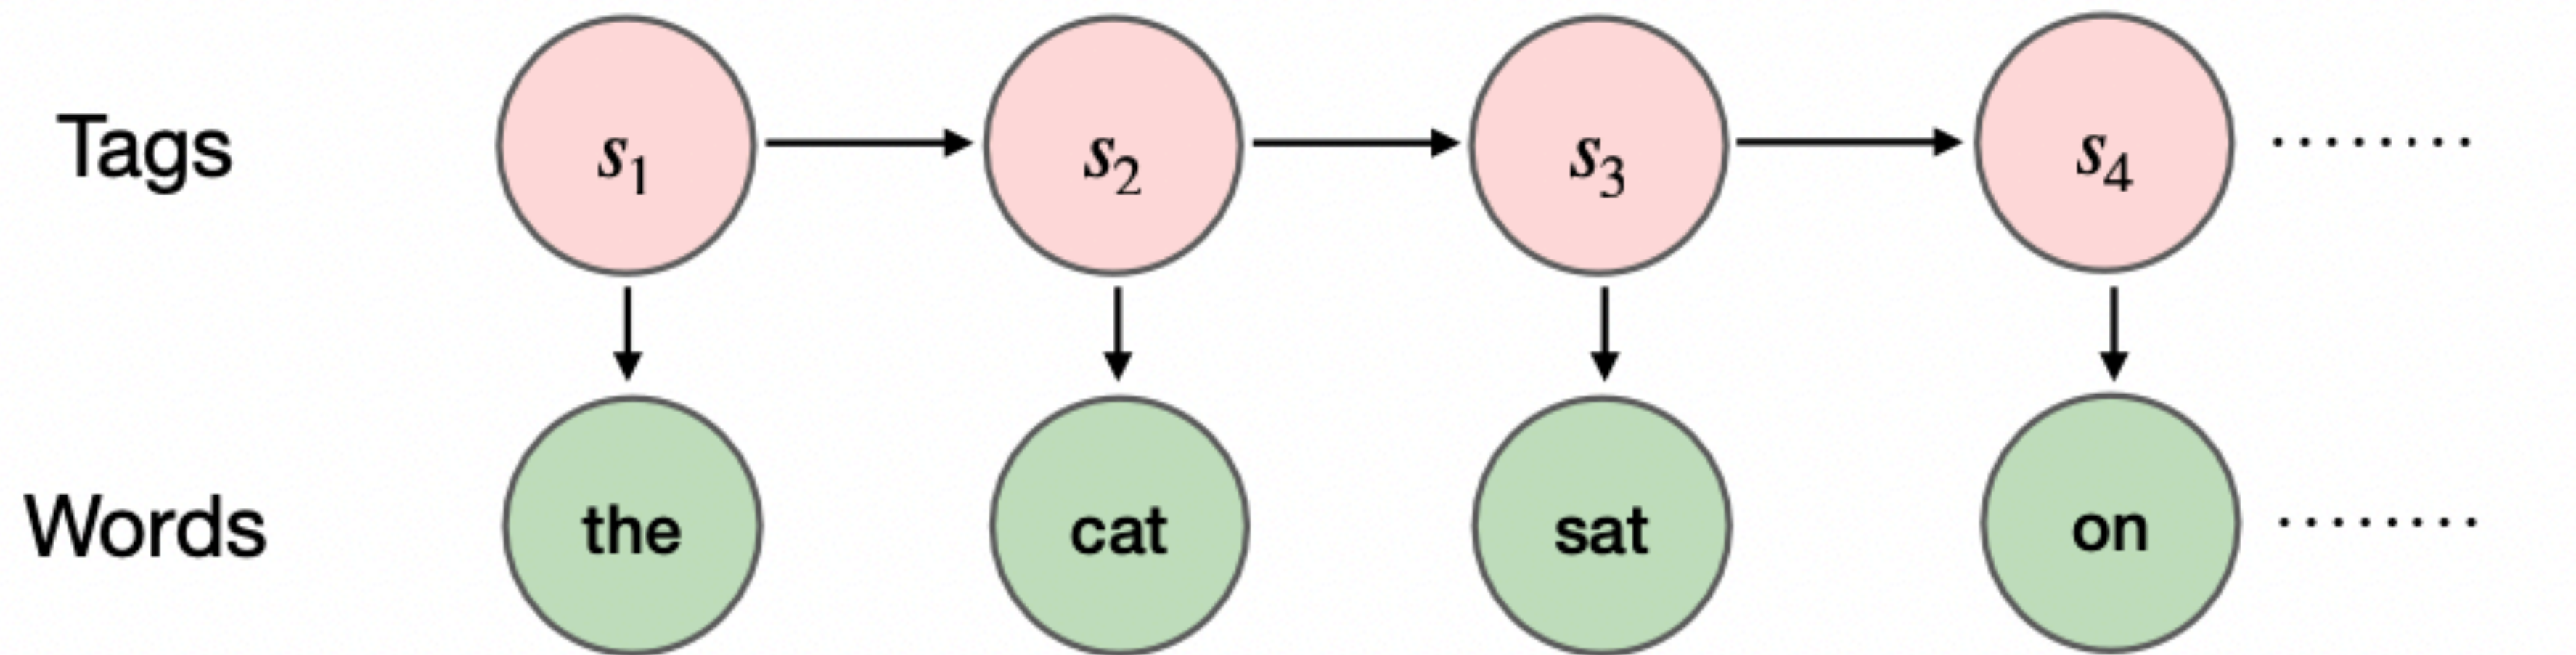 Tags s₁ s₂ s₃ s₄ ........
Words the cat sat on ........